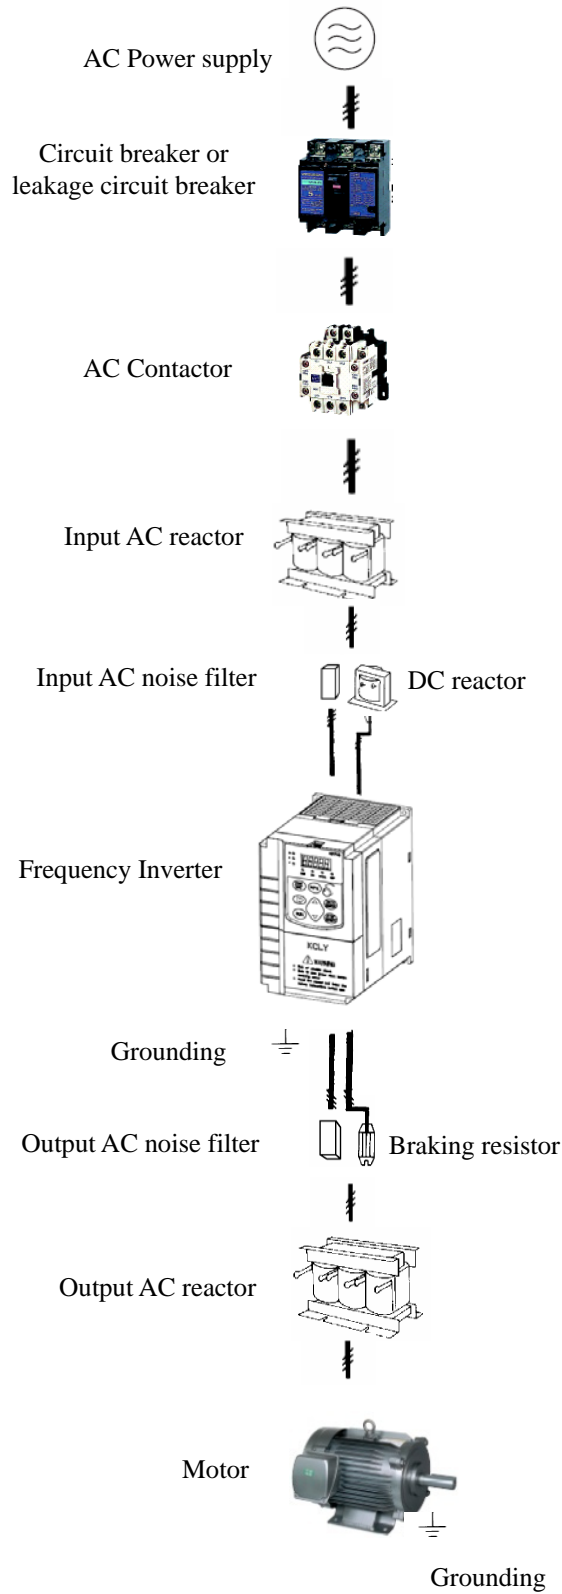 AC Power supply
Circuit breaker or
leakage circuit breaker
AC Contactor
Input AC reactor
Input AC noise filter
DC reactor
Frequency Inverter
KCLY
WARNING
Grounding
Output AC noise filter
Braking resistor
Output AC reactor
Motor
Grounding